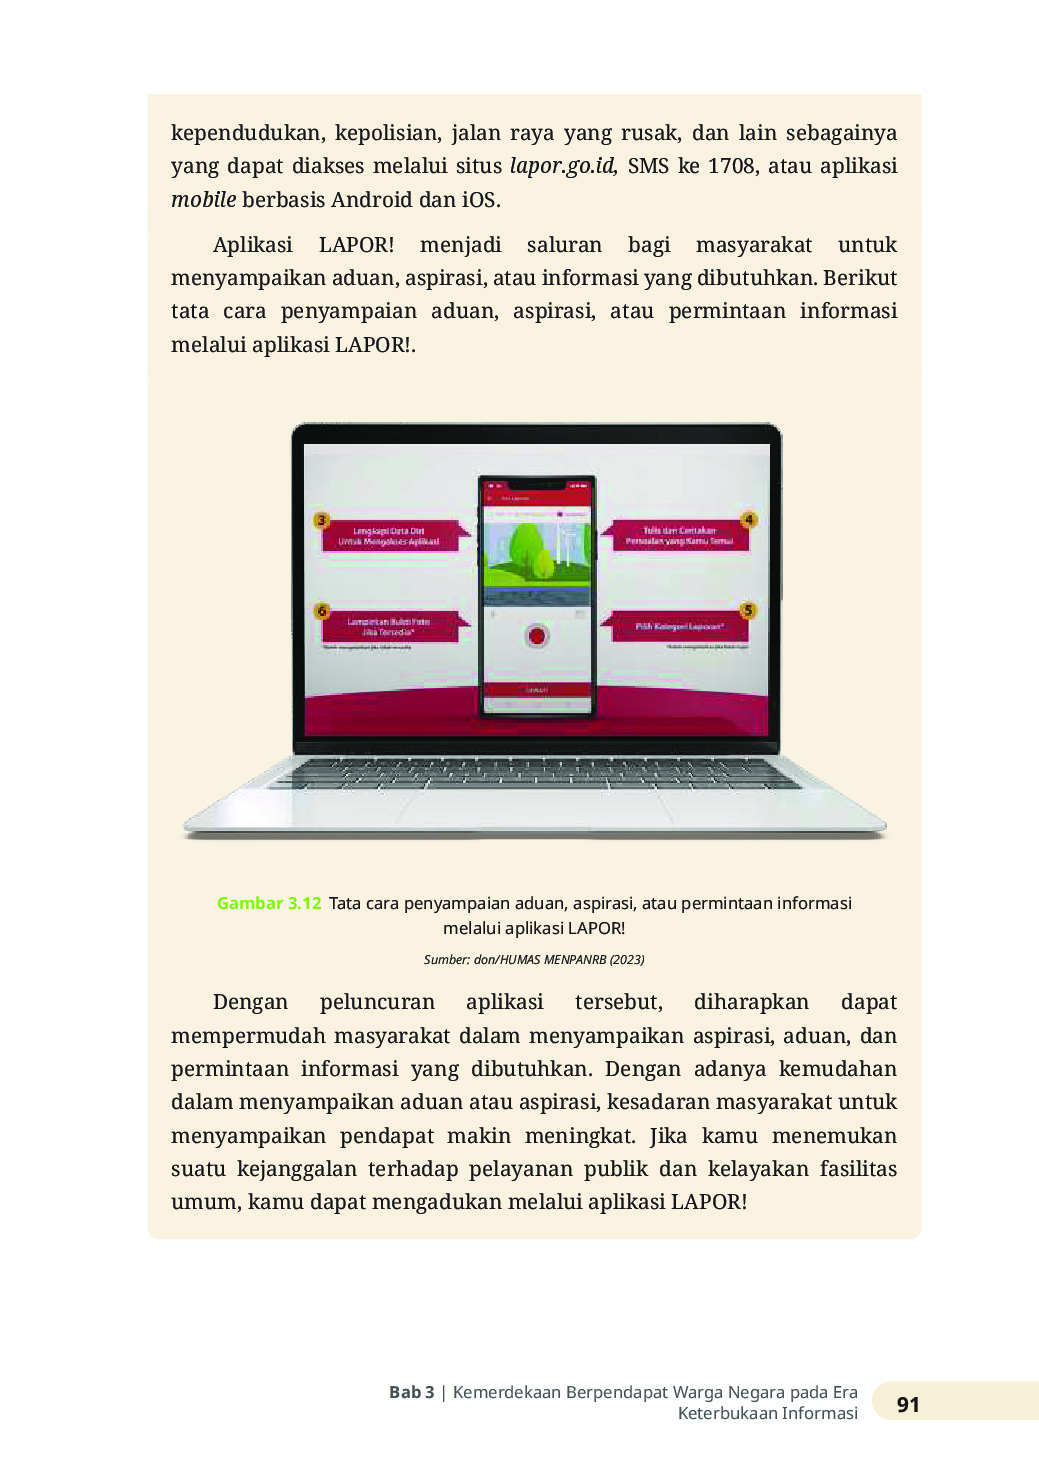 kependudukan, kepolisian, jalan raya yang rusak, dan lain sebagainya
yang dapat diakses melalui situs lapor.go.id, SMS ke 1708, atau aplikasi
mobile berbasis Android dan iOS.
Aplikasi LAPOR! menjadi saluran bagi masyarakat untuk
menyampaikan aduan, aspirasi, atau informasi yang dibutuhkan. Berikut
tata cara penyampaian aduan, aspirasi, atau permintaan informasi
melalui aplikasi LAPOR!.
3
Lengkapi Data Diri
Untuk Mengakses Aplikasi
4
Tulis dan Ceritakan
Persoalan yang Kamu Temui
6
Lampirkan Bukti Foto
Jika Tersedia*
5
Pilih Kategori Laporan*
Gambar 3.12 Tata cara penyampaian aduan, aspirasi, atau permintaan informasi
melalui aplikasi LAPOR!
Sumber: don/HUMAS MENPANRB (2023)
Dengan peluncuran aplikasi tersebut, diharapkan dapat
mempermudah masyarakat dalam menyampaikan aspirasi, aduan, dan
permintaan informasi yang dibutuhkan. Dengan adanya kemudahan
dalam menyampaikan aduan atau aspirasi, kesadaran masyarakat untuk
menyampaikan pendapat makin meningkat. Jika kamu menemukan
suatu kejanggalan terhadap pelayanan publik dan kelayakan fasilitas
umum, kamu dapat mengadukan melalui aplikasi LAPOR!
Bab 3 | Kemerdekaan Berpendapat Warga Negara pada Era
Keterbukaan Informasi
91